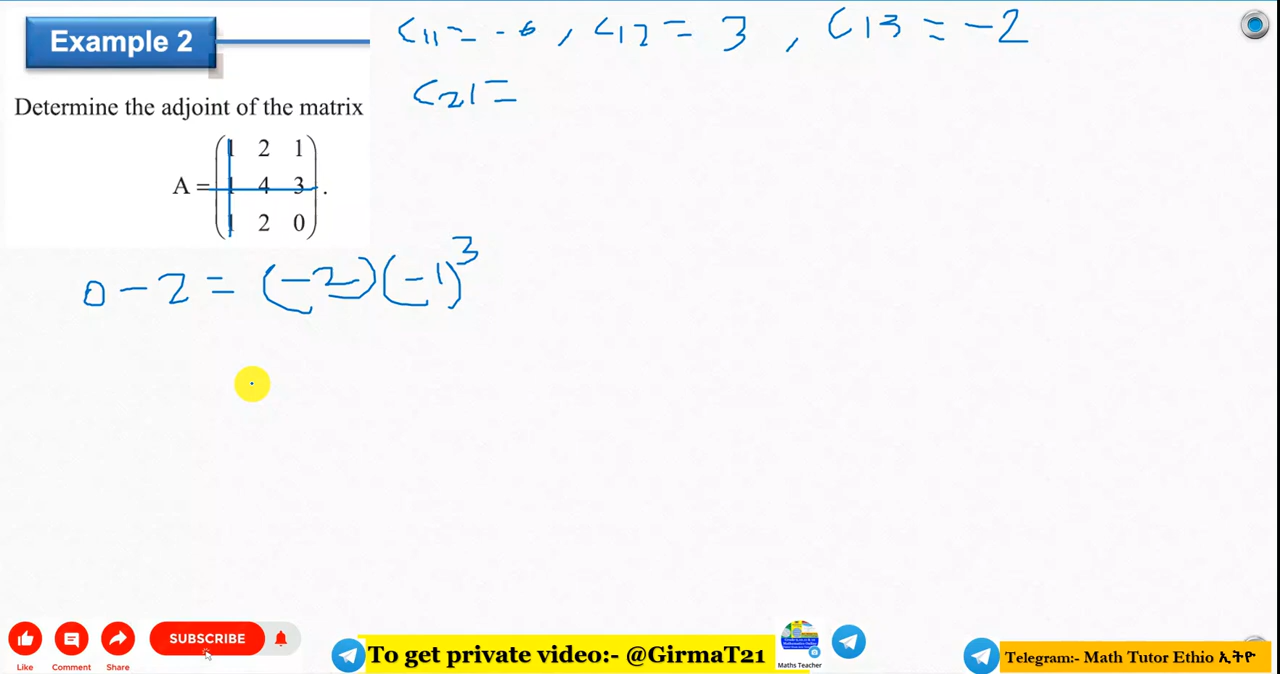 Example 2
Determine the adjoint of the matrix
A = (1 2 1
1 4 3
1 2 0).
C11 = -6, C12 = 3, C13 = -2
C21 =
0 - 2 = (-2)(-1)^3
Like
Comment
Share
SUBSCRIBE
To get private video:- @GirmaT21
Maths Teacher
Telegram:- Math Tutor Ethio ኢትዮ